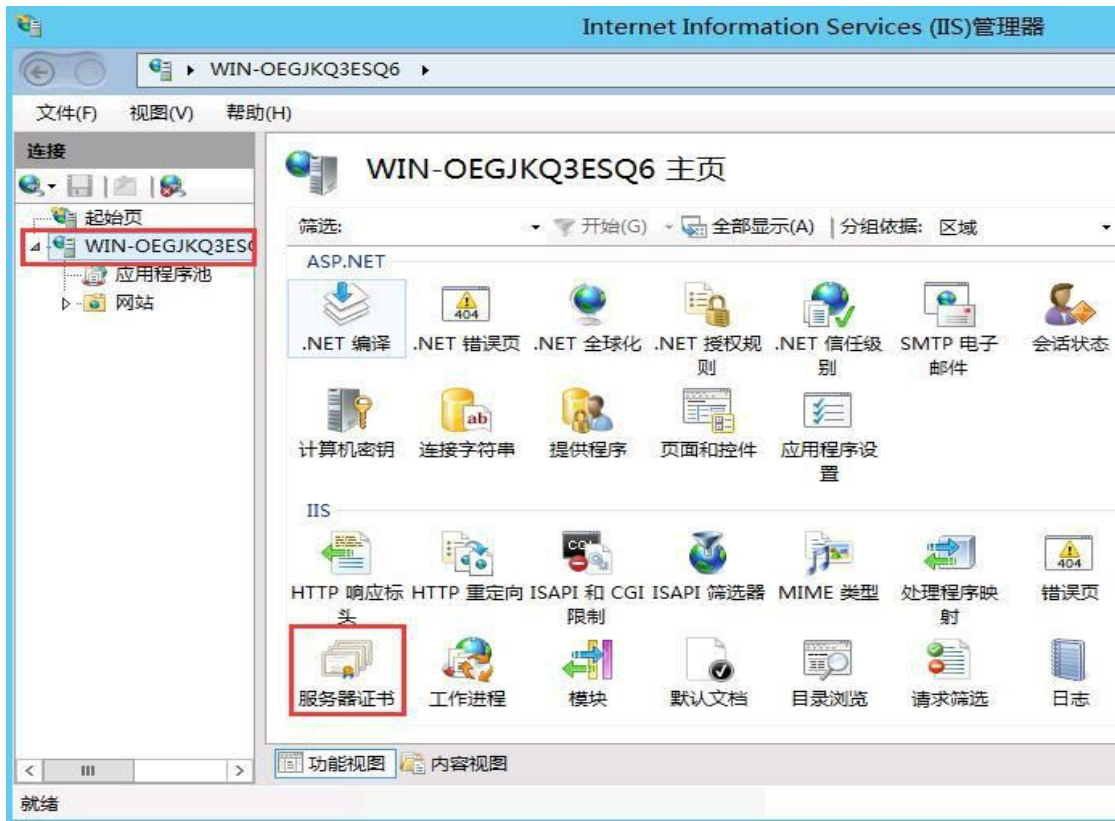 Internet Information Services (IIS)管理器
WIN-OEGJKQ3ESQ6
文件(F) 视图(V) 帮助(H)
连接
起始页
WIN-OEGJKQ3ES
应用程序池
网站
WIN-OEGJKQ3ESQ6 主页
筛选: 开始(G) 全部显示(A) 分组依据: 区域
ASP.NET
.NET 编译 .NET 错误页 .NET 全球化 .NET 授权规则 .NET 信任级别 SMTP 电子邮件 会话状态
计算机密钥 连接字符串 提供程序 页面和控件 应用程序设置
IIS
HTTP 响应标头 HTTP 重定向 ISAPI 和 CGI 限制 ISAPI 筛选器 MIME 类型 处理程序映射 错误页
服务器证书 工作进程 模块 默认文档 目录浏览 请求筛选 日志
功能视图 内容视图
就绪